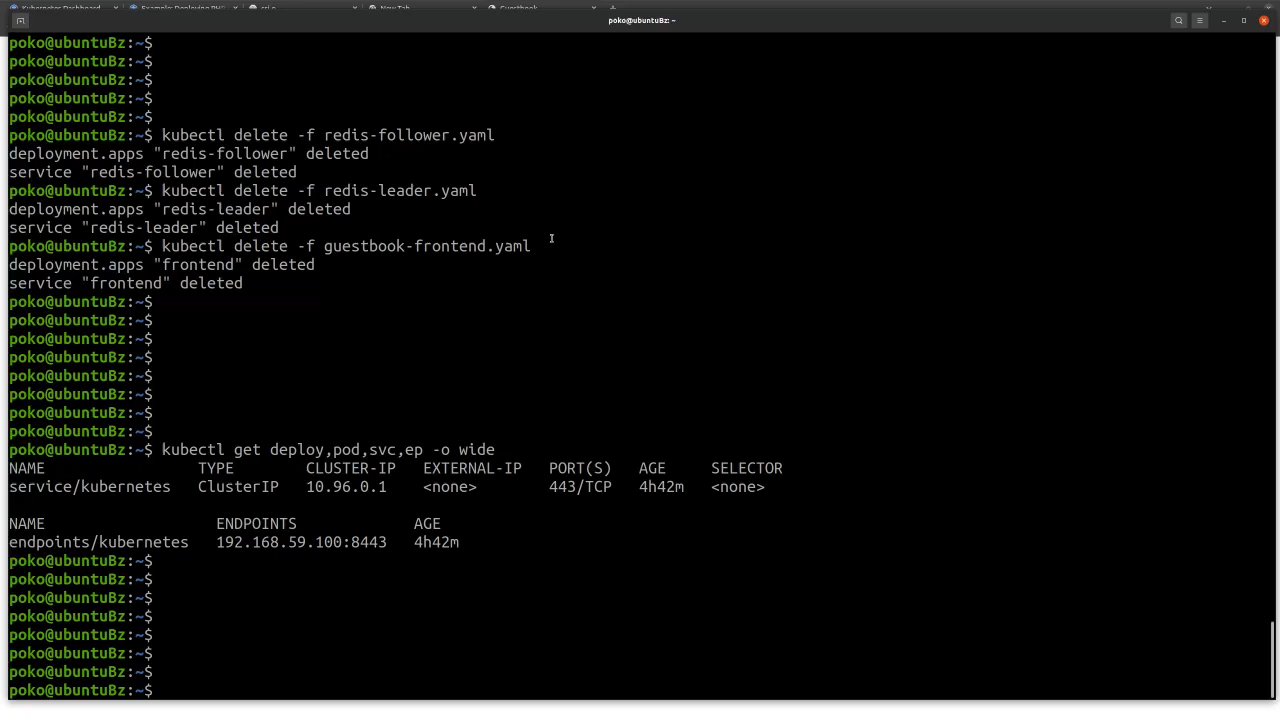 Kubernetes Dashboard
New Tab
Guestbook
poko@ubuntuBz: ~
poko@ubuntuBz:~$
poko@ubuntuBz:~$
poko@ubuntuBz:~$
poko@ubuntuBz:~$
poko@ubuntuBz:~$
poko@ubuntuBz:~$ kubectl delete -f redis-follower.yaml
deployment.apps "redis-follower" deleted
service "redis-follower" deleted
poko@ubuntuBz:~$ kubectl delete -f redis-leader.yaml
deployment.apps "redis-leader" deleted
service "redis-leader" deleted
poko@ubuntuBz:~$ kubectl delete -f guestbook-frontend.yaml
deployment.apps "frontend" deleted
service "frontend" deleted
poko@ubuntuBz:~$
poko@ubuntuBz:~$
poko@ubuntuBz:~$
poko@ubuntuBz:~$
poko@ubuntuBz:~$
poko@ubuntuBz:~$
poko@ubuntuBz:~$
poko@ubuntuBz:~$
poko@ubuntuBz:~$ kubectl get deploy,pod,svc,ep -o wide
NAME TYPE CLUSTER-IP EXTERNAL-IP PORT(S) AGE SELECTOR
service/kubernetes ClusterIP 10.96.0.1 <none> 443/TCP 4h42m <none>
NAME ENDPOINTS AGE
endpoints/kubernetes 192.168.59.100:8443 4h42m
poko@ubuntuBz:~$
poko@ubuntuBz:~$
poko@ubuntuBz:~$
poko@ubuntuBz:~$
poko@ubuntuBz:~$
poko@ubuntuBz:~$
poko@ubuntuBz:~$
poko@ubuntuBz:~$